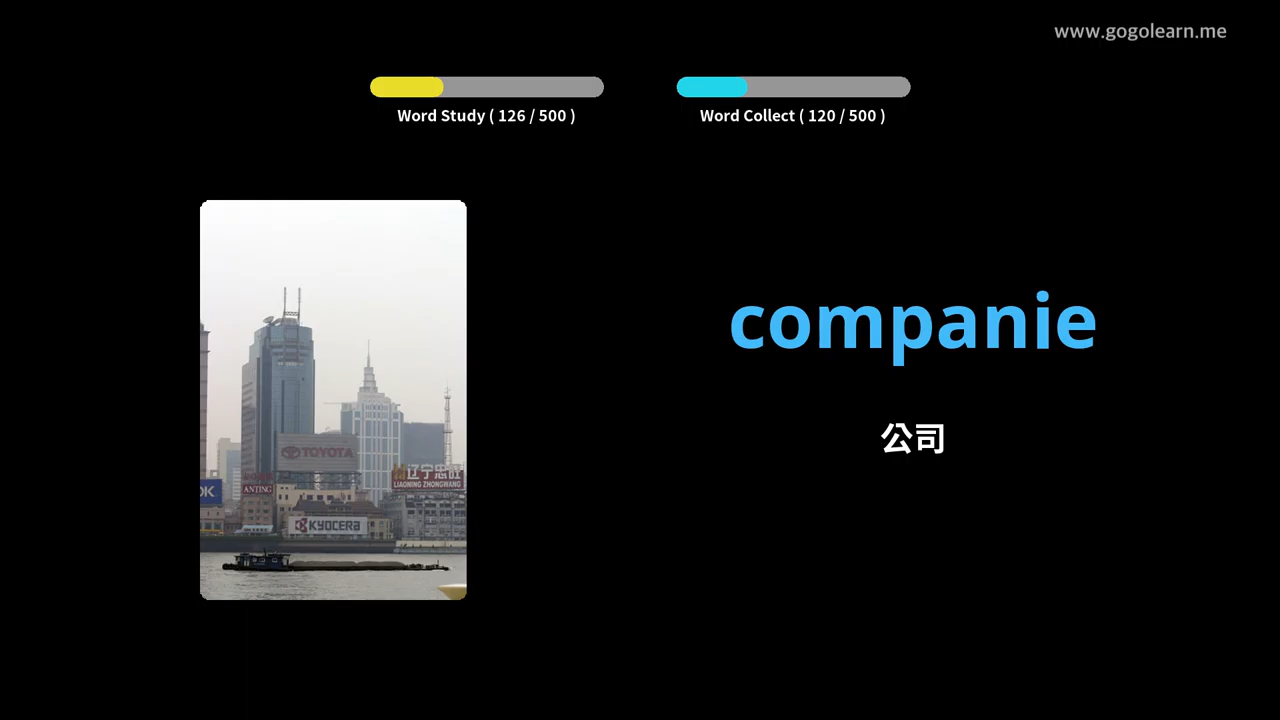 www.gogolearn.me
Word Study ( 126 / 500 )
Word Collect ( 120 / 500 )
companie
公司
TOYOTA
辽宁忠旺
LIAONING ZHONGWANG
ANTING
OK
KYOCERA